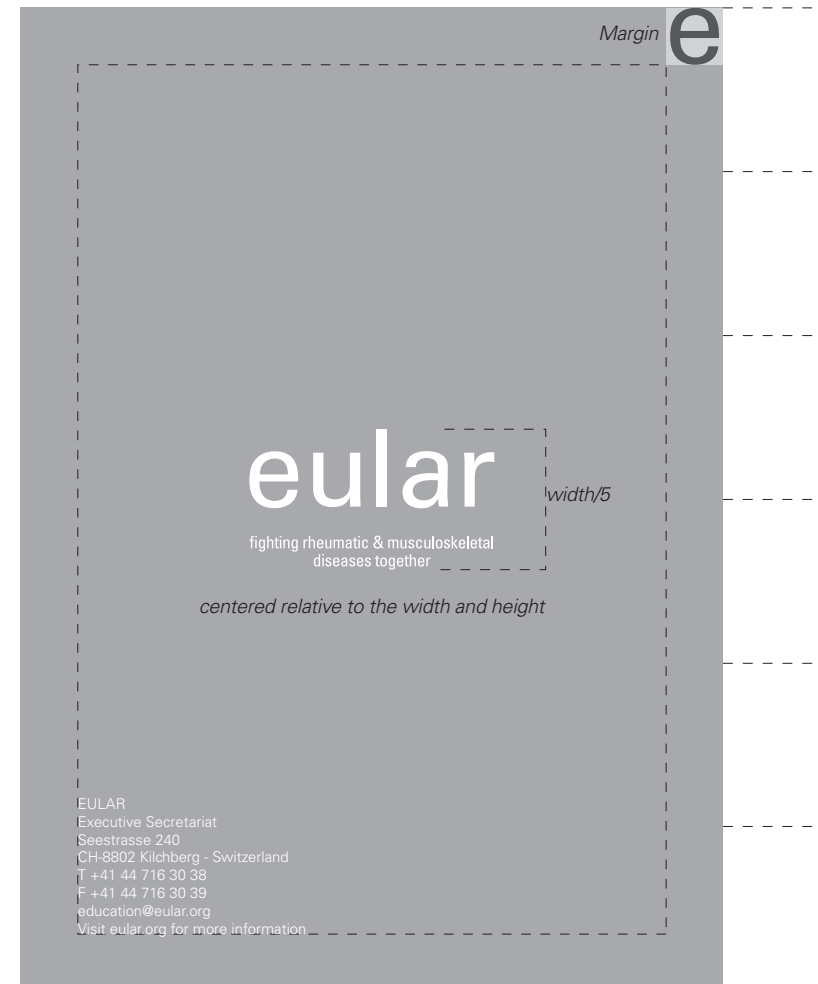 Margin e
eular
width/5
fighting rheumatic & musculoskeletal
diseases together
centered relative to the width and height
EULAR
Executive Secretariat
Seestrasse 240
CH-8802 Kilchberg - Switzerland
T +41 44 716 30 38
F +41 44 716 30 39
education@eular.org
Visit eular.org for more information